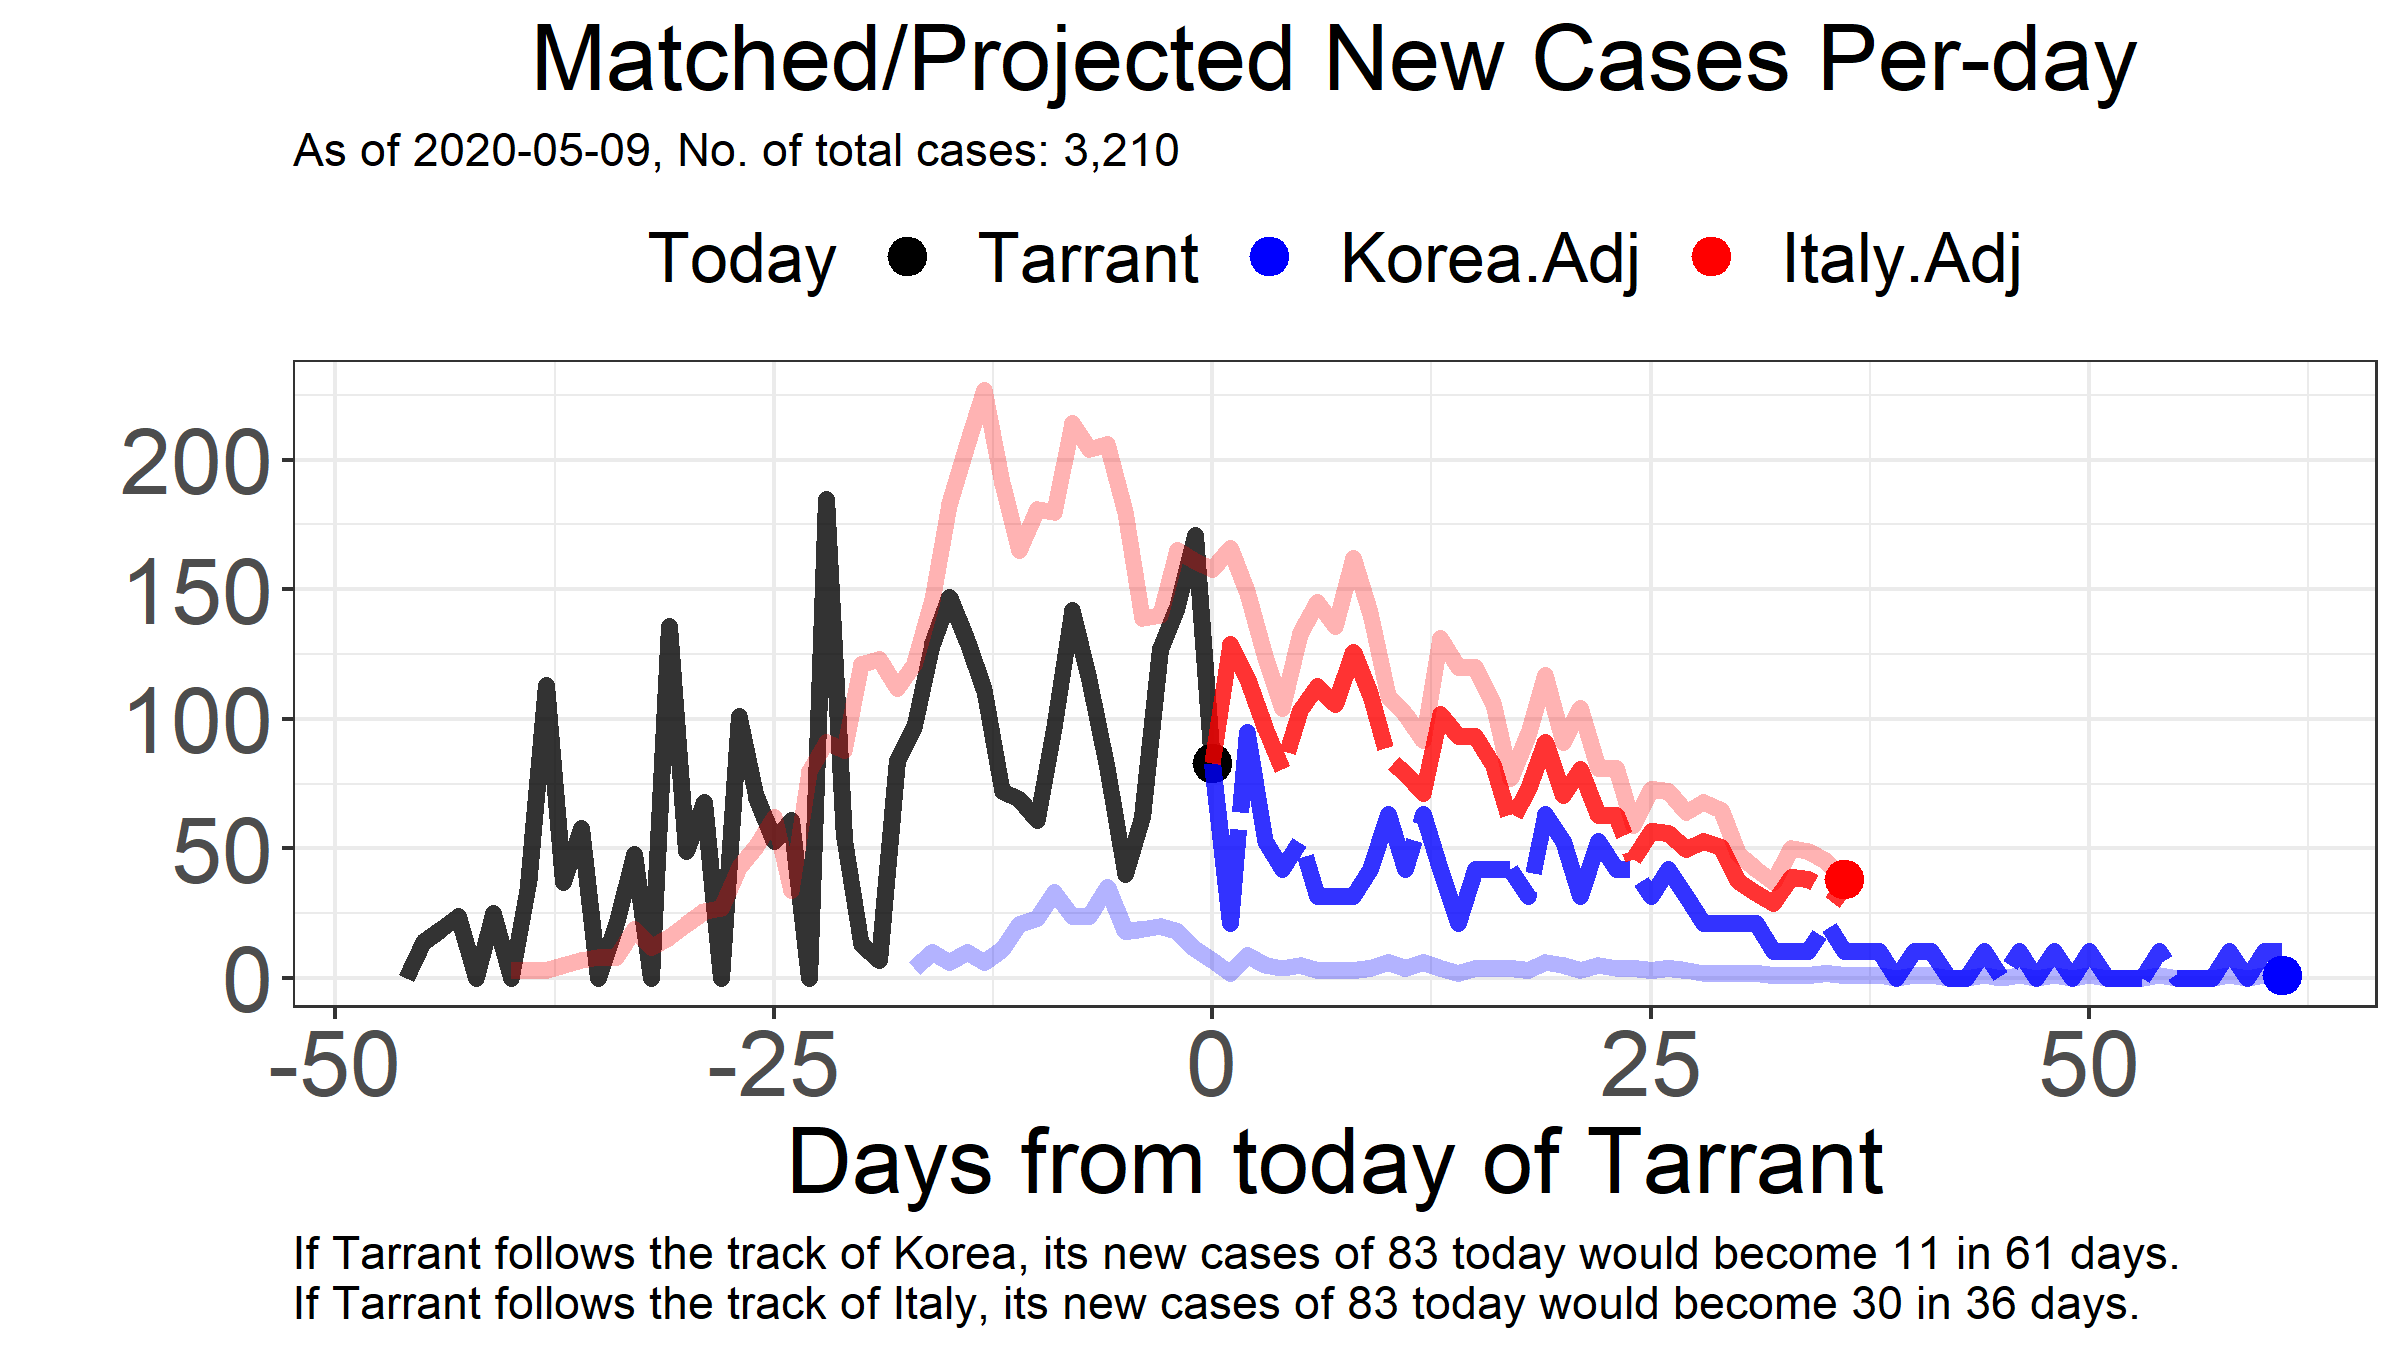 Matched/Projected New Cases Per-day
As of 2020-05-09, No. of total cases: 3,210
Today Tarrant Korea.Adj Italy.Adj
200
150
100
50
0
-50 -25 0 25 50
Days from today of Tarrant
If Tarrant follows the track of Korea, its new cases of 83 today would become 11 in 61 days.
If Tarrant follows the track of Italy, its new cases of 83 today would become 30 in 36 days.